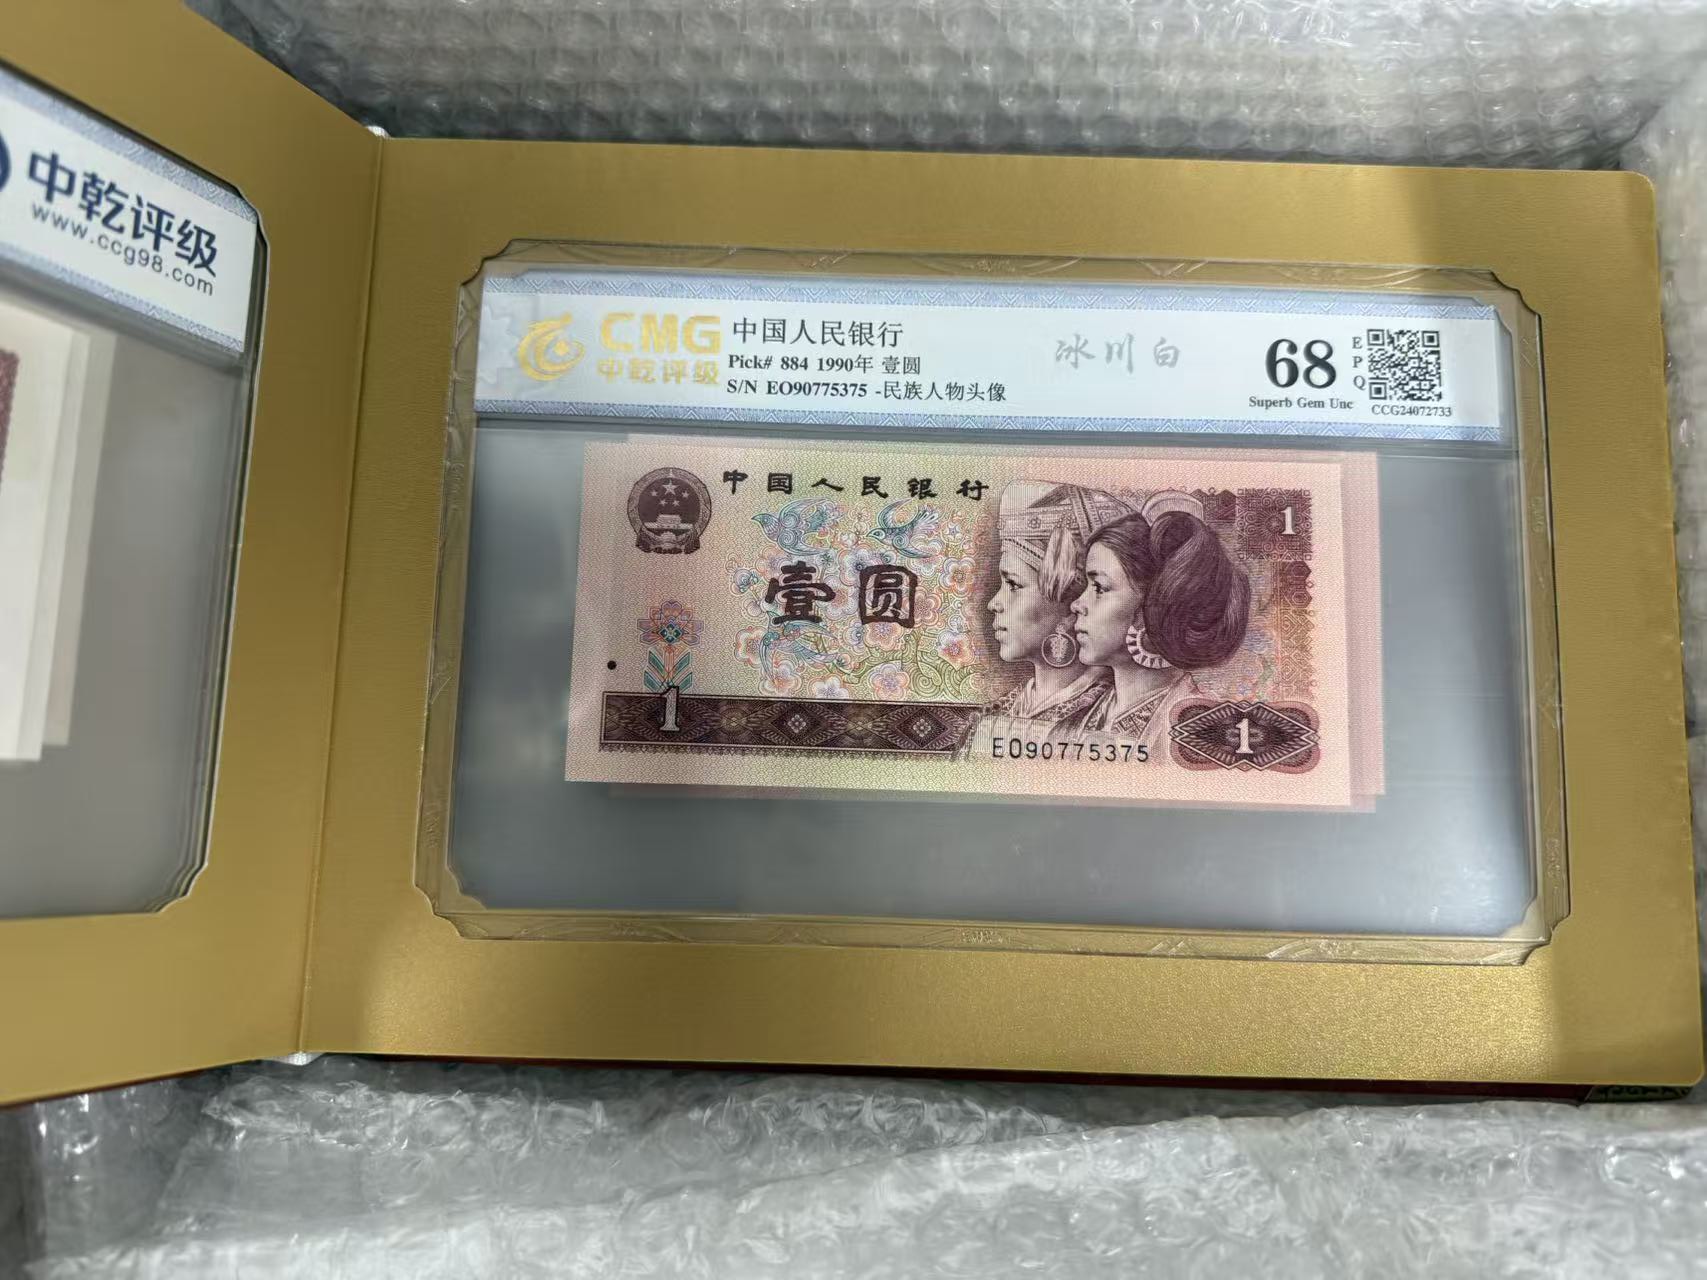 中乾评级
www.ccg98.com
CMG
中乾评级
中国人民银行
Pick# 884 1990年 壹圆
S/N EO90775375 -民族人物头像
冰川白
68
EPQ
Superb Gem Unc
CCG24072733
中国人民银行
1
壹圆
1
EO90775375
1